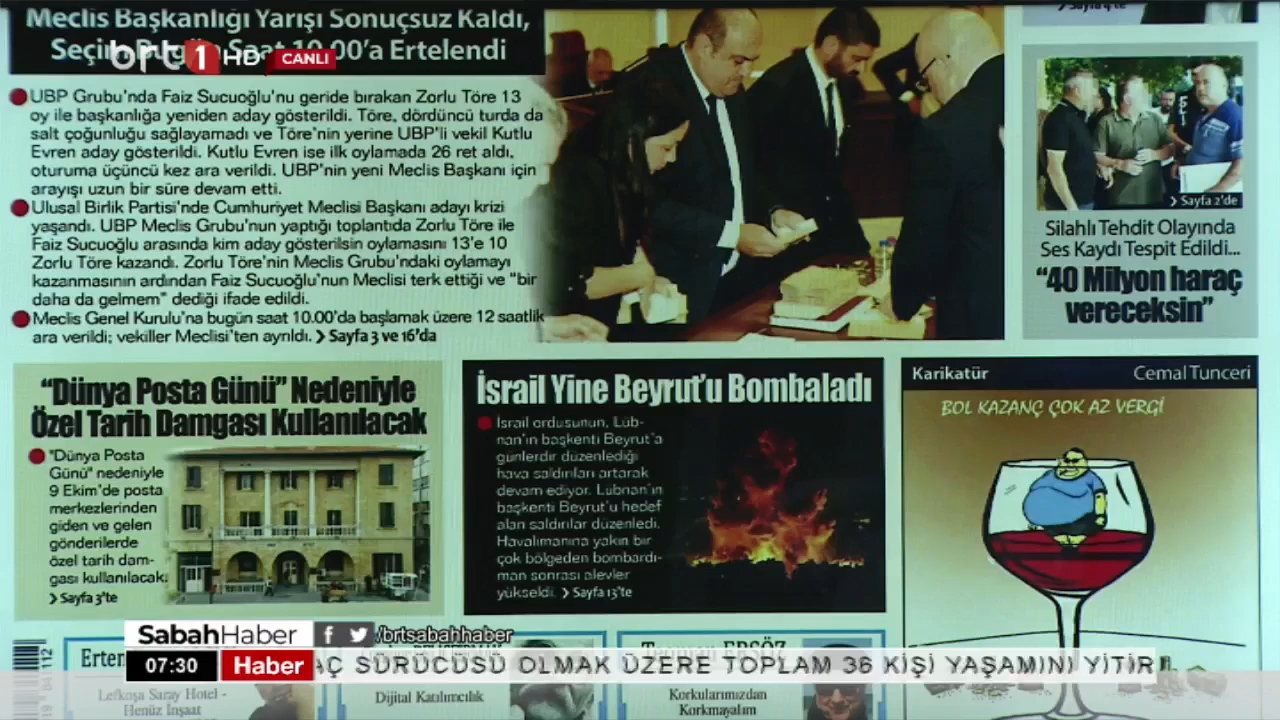 Meclis Başkanlığı Yarışı Sonuçsuz Kaldı,
Seçim Bugün Saat 10.00'a Ertelendi
brt 1 HD CANLI
UBP Grubu'nda Faiz Sucuoğlu'nu geride bırakan Zorlu Töre 13
oy ile başkanlığa yeniden aday gösterildi. Töre, dördüncü turda da
salt çoğunluğu sağlayamadı ve Töre'nin yerine UBP'li vekil Kutlu
Evren aday gösterildi. Kutlu Evren ise ilk oylamada 26 ret aldı,
oturuma üçüncü kez ara verildi. UBP'nin yeni Meclis Başkanı için
arayışı uzun bir süre devam etti.
Ulusal Birlik Partisi'nde Cumhuriyet Meclisi Başkanı adayı krizi
yaşandı. UBP Meclis Grubu'nun yaptığı toplantıda Zorlu Töre ile
Faiz Sucuoğlu arasında kim aday gösterilsin oylamasını 13'e 10
Zorlu Töre kazandı. Zorlu Töre'nin Meclis Grubu'ndaki oylamayı
kazanmasının ardından Faiz Sucuoğlu'nun Meclisi terk ettiği ve "bir
daha da gelmem" dediği ifade edildi.
Meclis Genel Kurulu'na bugün saat 10.00'da başlamak üzere 12 saatlik
ara verildi; vekiller Meclis'ten ayrıldı. > Sayfa 3 ve 16'da
> Sayfa 2'de
Silahlı Tehdit Olayında
Ses Kaydı Tespit Edildi...
"40 Milyon haraç
vereceksin"
"Dünya Posta Günü" Nedeniyle
Özel Tarih Damgası Kullanılacak
"Dünya Posta
Günü" nedeniyle
9 Ekim'de posta
merkezlerinden
giden ve gelen
gönderilerde
özel tarih dam-
gası kullanılacak.
> Sayfa 3'te
İsrail Yine Beyrut'u Bombaladı
İsrail ordusunun, Lüb-
nan'ın başkenti Beyrut'a
günlerdir düzenlediği
hava saldırıları artarak
devam ediyor. Lübnan'ın
başkenti Beyrut'u hedef
alan saldırılar düzenledi.
Havalimanına yakın bir
çok bölgeden bombardı-
man sonrası alevler
yükseldi. > Sayfa 13'te
Karikatür
Cemal Tunceri
BOL KAZANÇ ÇOK AZ VERGİ
SabahHaber f /brtsabahhaber
Lefkoşa Saray Hotel -
Henüz İnşaat
Dijital Katılımcılık
Korkularımızdan
Korkmayalım
07:30 Haber AÇ SÜRÜCÜSÜ OLMAK ÜZERE TOPLAM 36 KİŞİ YAŞAMINI YİTİR